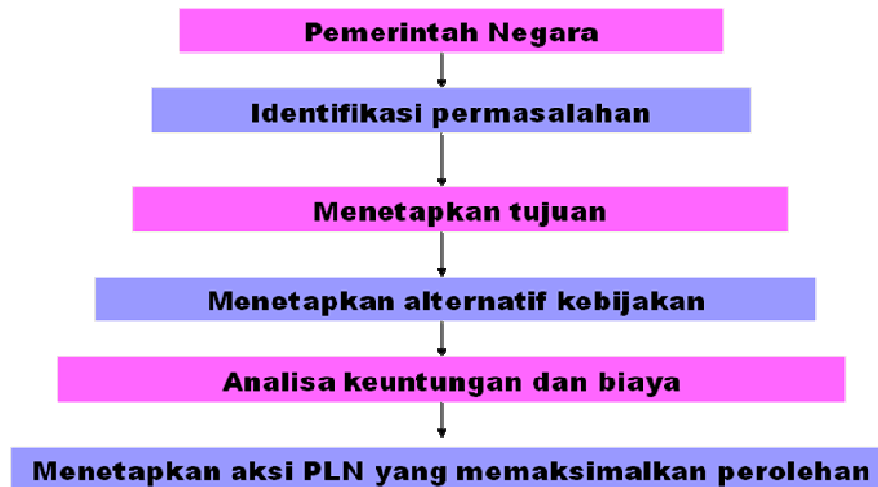 Pemerintah Negara
Identifikasi permasalahan
Menetapkan tujuan
Menetapkan alternatif kebijakan
Analisa keuntungan dan biaya
Menetapkan aksi PLN yang memaksimalkan perolehan